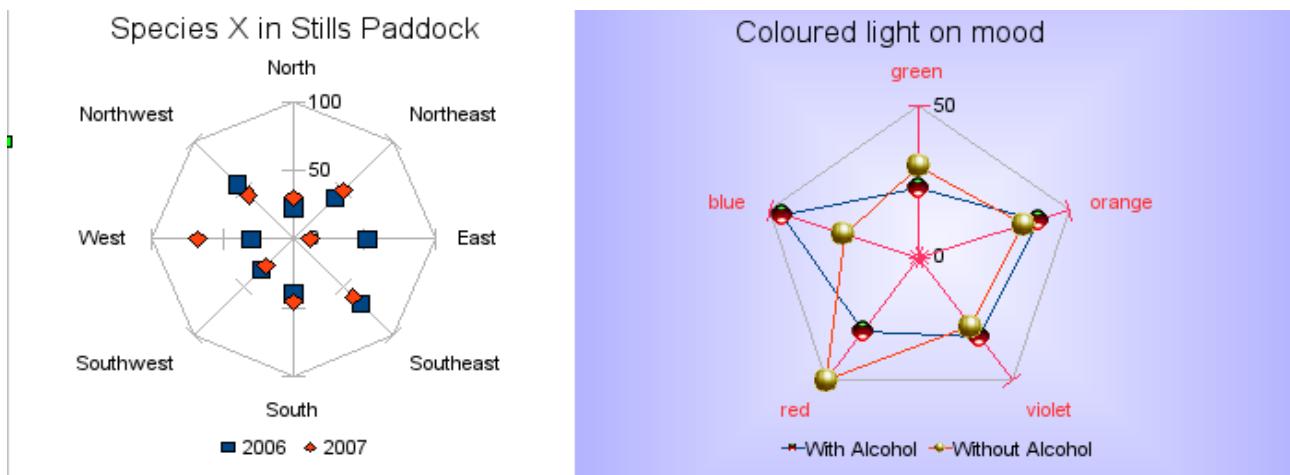 Species X in Stills Paddock
North
100
Northwest
Northeast
50
West
0
East
Southwest
Southeast
South
2006 2007
Coloured light on mood
green
50
blue
orange
0
red
violet
With Alcohol Without Alcohol